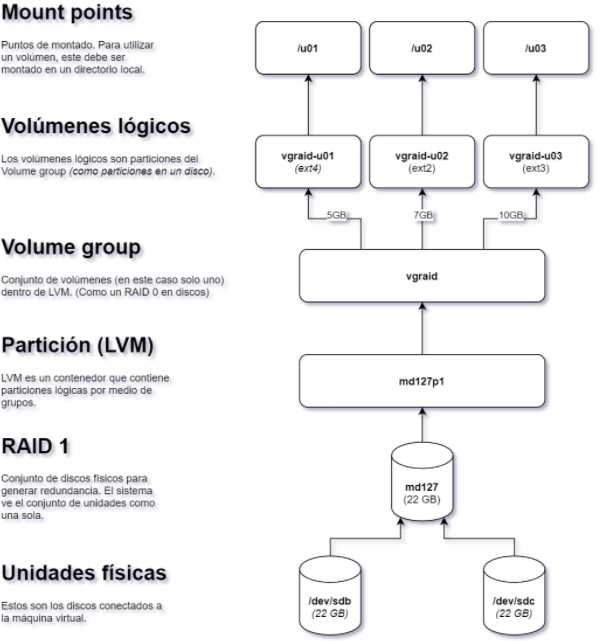 Mount points
Puntos de montado. Para utilizar
un volúmen, este debe ser
montado en un directorio local.
/u01
/u02
/u03
Volúmenes lógicos
Los volúmenes lógicos son particiones del
Volume group (como particiones en un disco).
vgraid-u01
(ext4)
vgraid-u02
(ext2)
vgraid-u03
(ext3)
5GB
7GB
10GB
Volume group
Conjunto de volúmenes (en este caso solo uno)
dentro de LVM. (Como un RAID 0 en discos)
vgraid
Partición (LVM)
LVM es un contenedor que contiene
particiones lógicas por medio de
grupos.
md127p1
RAID 1
Conjunto de discos físicos para
generar redundancia. El sistema
ve el conjunto de unidades como
una sola.
md127
(22 GB)
Unidades físicas
Estos son los discos conectados a
la máquina virtual.
/dev/sdb
(22 GB)
/dev/sdc
(22 GB)